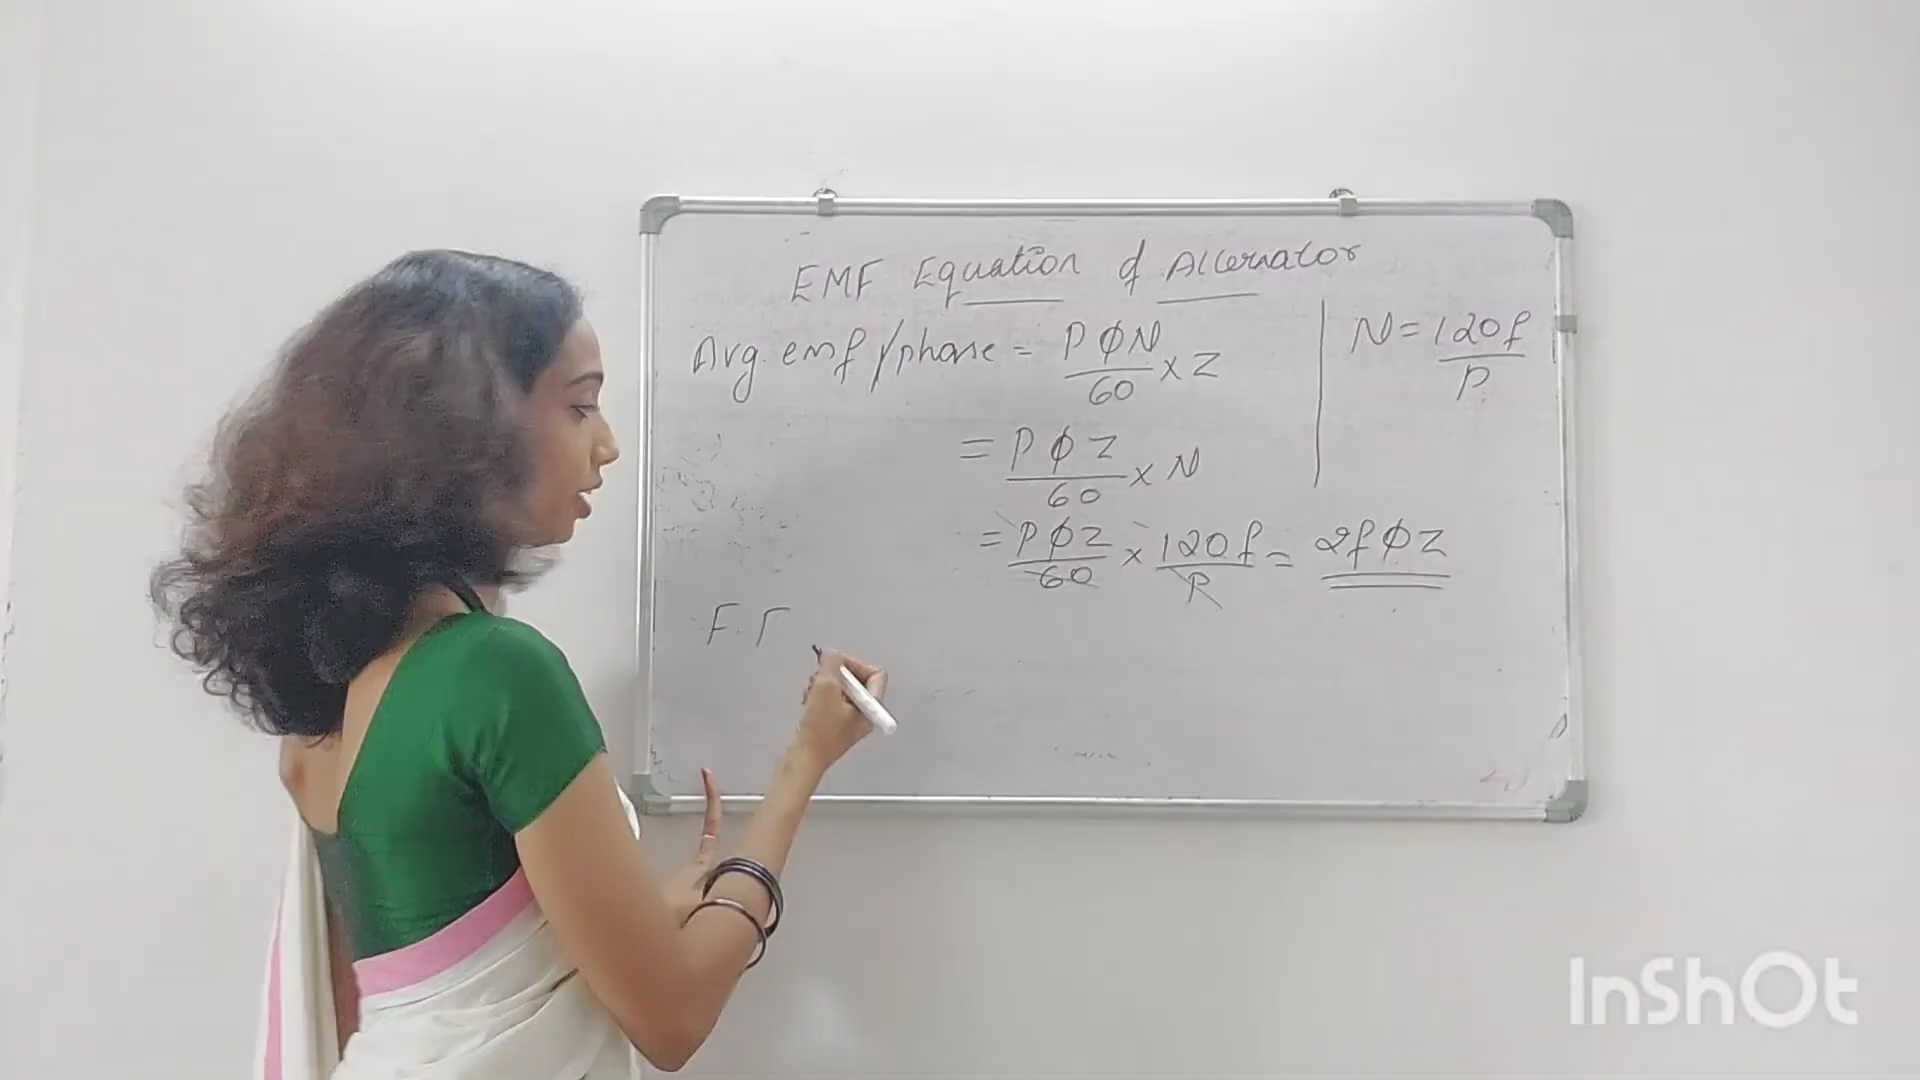 EMF Equation of Alternator
Avg. emf/phase = PϕN/60 × Z
N = 120f/P
= PϕZ/60 × N
= PϕZ/60 × 120f/P = 2fϕZ
F.F
InShOt